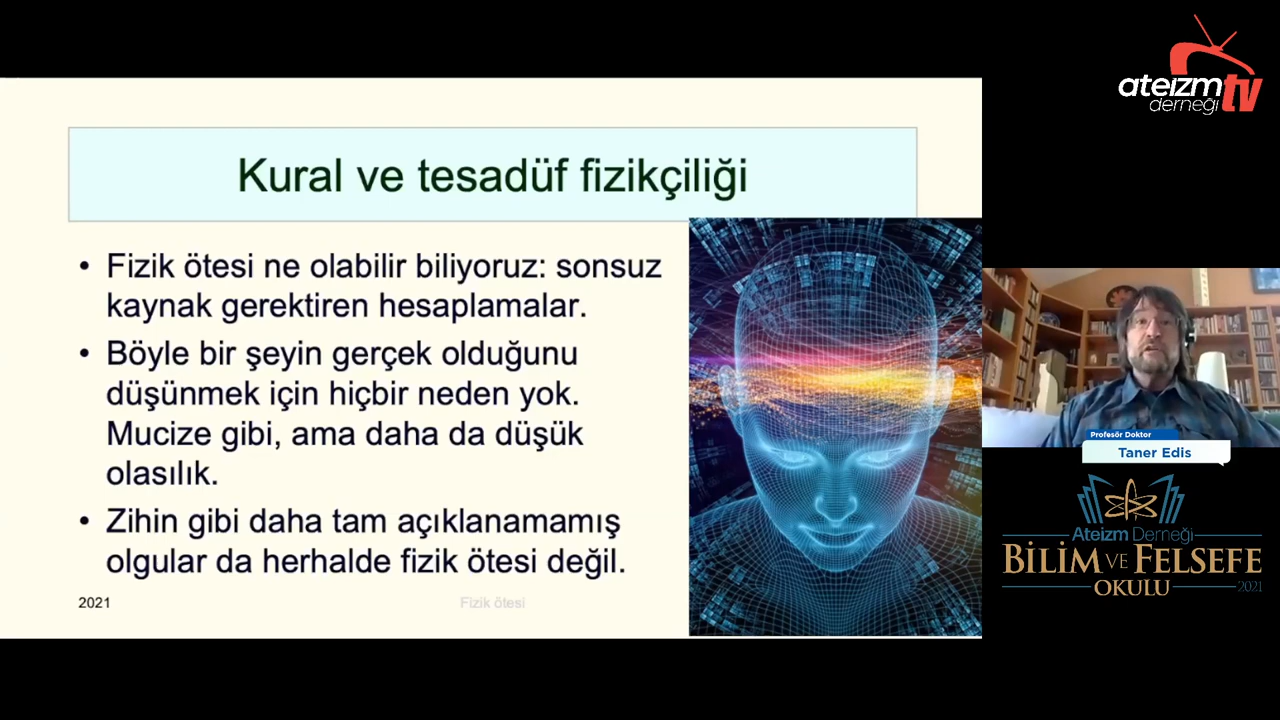 ateizm tv
derneği
Kural ve tesadüf fizikçiliği
• Fizik ötesi ne olabilir biliyoruz: sonsuz
kaynak gerektiren hesaplamalar.
• Böyle bir şeyin gerçek olduğunu
düşünmek için hiçbir neden yok.
Mucize gibi, ama daha da düşük
olasılık.
• Zihin gibi daha tam açıklanamamış
olgular da herhalde fizik ötesi değil.
2021
Fizik ötesi
Profesör Doktor
Taner Edis
Ateizm Derneği
BİLİM VE FELSEFE
OKULU
2021